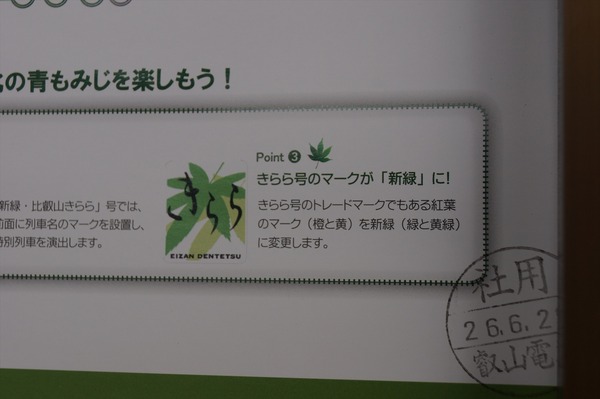 の青もみじを楽しもう!
新緑・比叡山きらら」号では、
前面に列車名のマークを設置し、
特別列車を演出します。
きらら
EIZAN DENTETSU
Point 3
きらら号のマークが「新緑」に!
きらら号のトレードマークでもある紅葉
のマーク(橙と黄)を新緑(緑と黄緑)
に変更します。
社用
26.6.2
叡山電